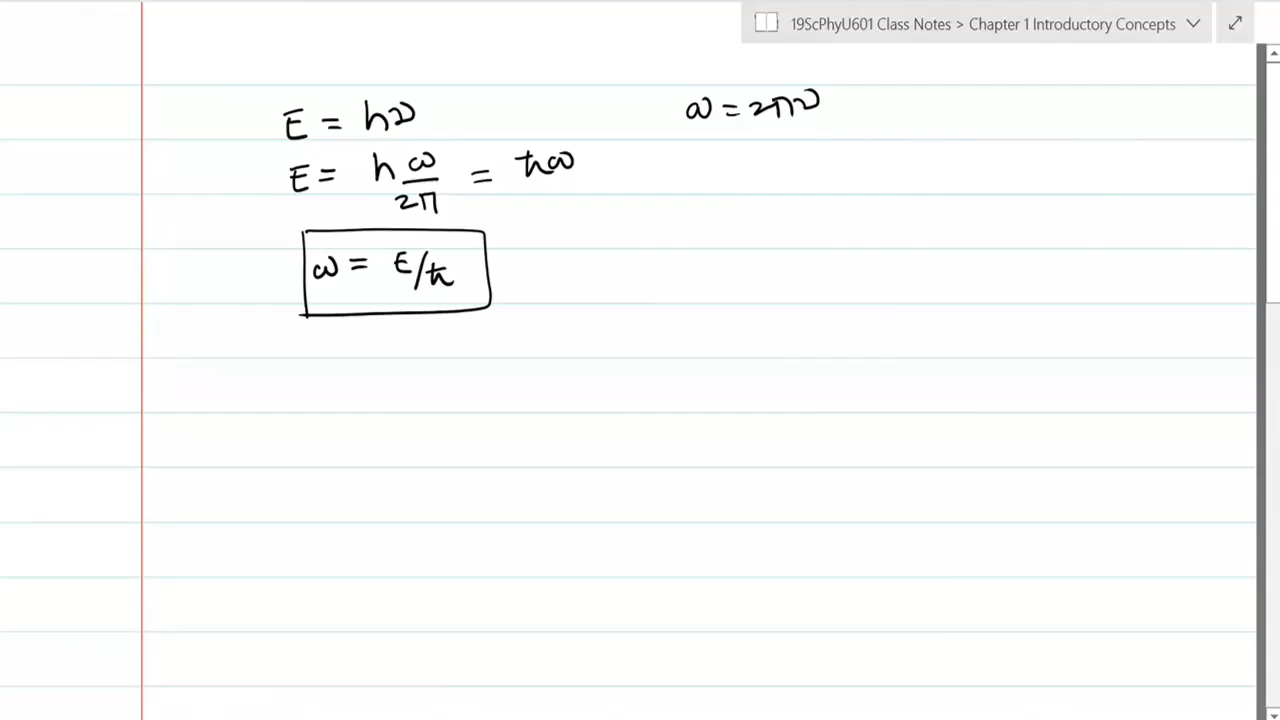 19ScPhyU601 Class Notes > Chapter 1 Introductory Concepts
E = hν
ω = 2πν
E = h ω/2π = ħω
ω = E/ħ